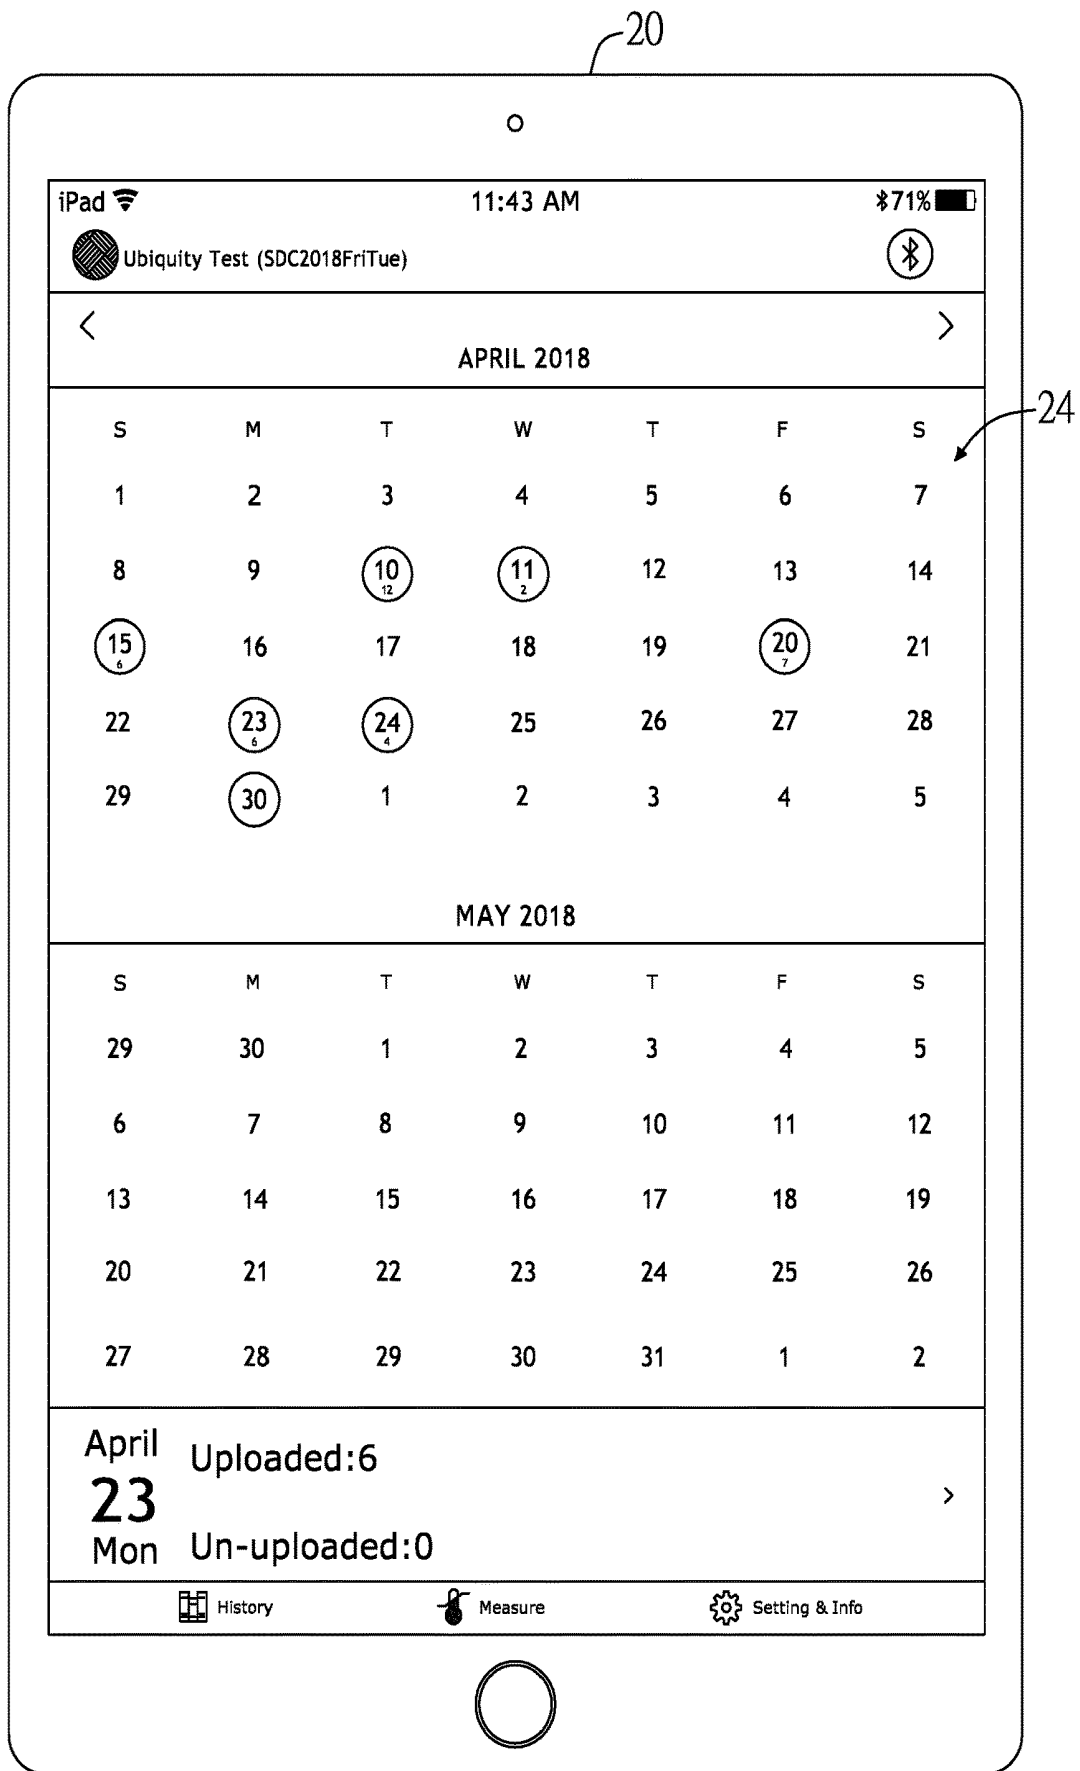 20
iPad 11:43 AM 71%
Ubiquity Test (SDC2018FriTue)
< >
APRIL 2018
24
S M T W T F S
1 2 3 4 5 6 7
8 9 10 11 12 13 14
12 2
15 16 17 18 19 20 21
6 7
22 23 24 25 26 27 28
6 4
29 30 1 2 3 4 5
MAY 2018
S M T W T F S
29 30 1 2 3 4 5
6 7 8 9 10 11 12
13 14 15 16 17 18 19
20 21 22 23 24 25 26
27 28 29 30 31 1 2
April
23
Mon
Uploaded:6
Un-uploaded:0
>
History Measure Setting & Info